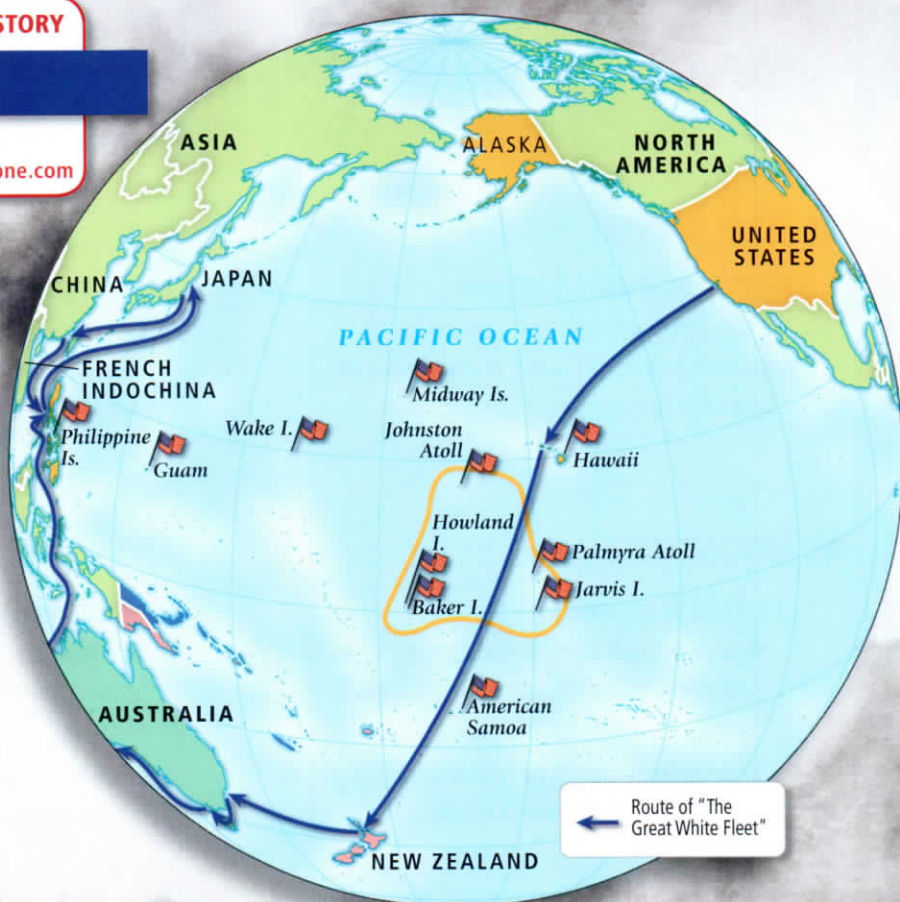 STORY
one.com
ASIA
ALASKA
NORTH
AMERICA
UNITED
STATES
CHINA
JAPAN
PACIFIC OCEAN
FRENCH
INDOCHINA
Midway Is.
Philippine
Is.
Guam
Wake I.
Johnston
Atoll
Hawaii
Howland
I.
Palmyra Atoll
Baker I.
Jarvis I.
American
Samoa
AUSTRALIA
NEW ZEALAND
Route of "The
Great White Fleet"